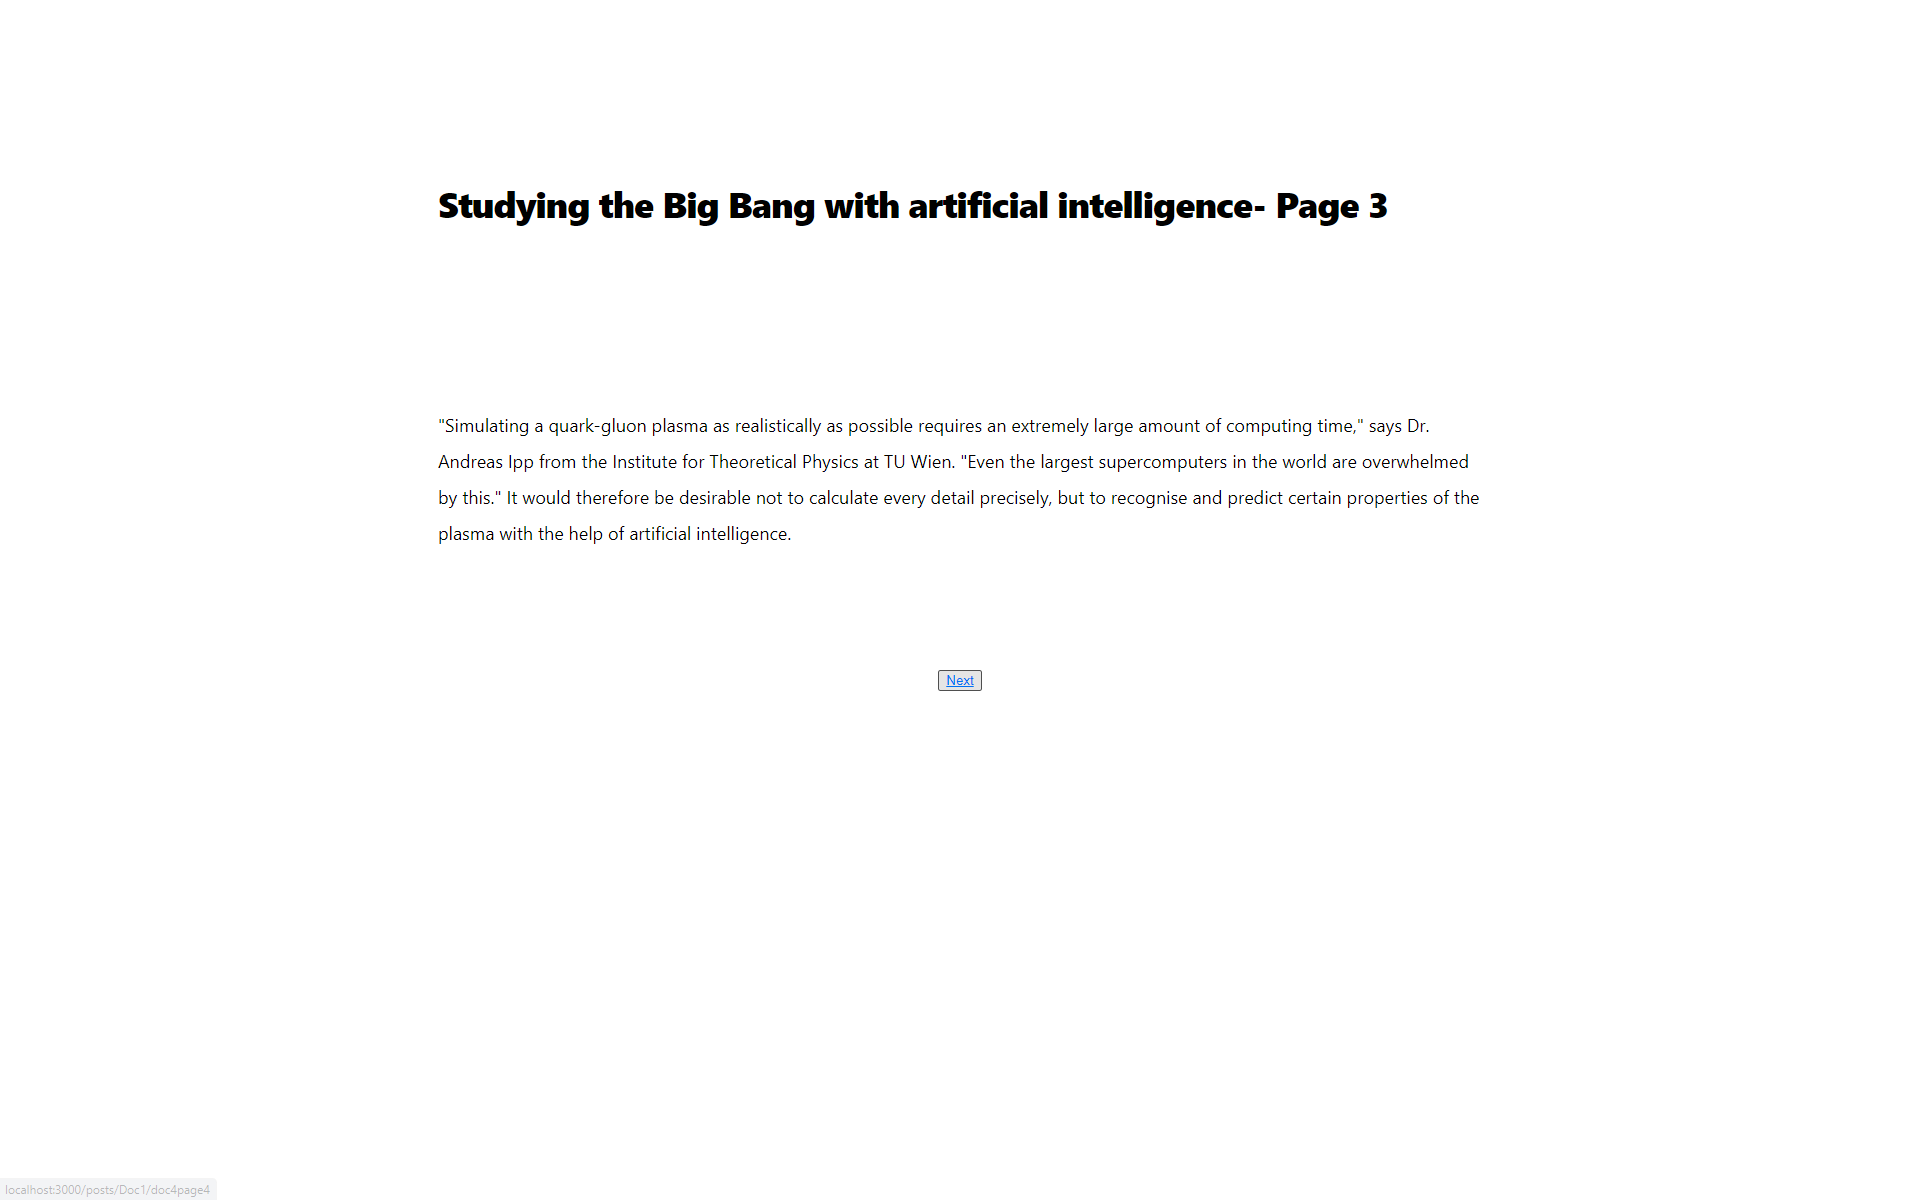 Studying the Big Bang with artificial intelligence- Page 3
"Simulating a quark-gluon plasma as realistically as possible requires an extremely large amount of computing time," says Dr.
Andreas Ipp from the Institute for Theoretical Physics at TU Wien. "Even the largest supercomputers in the world are overwhelmed
by this." It would therefore be desirable not to calculate every detail precisely, but to recognise and predict certain properties of the
plasma with the help of artificial intelligence.
Next
localhost:3000/posts/Doc1/doc4page4